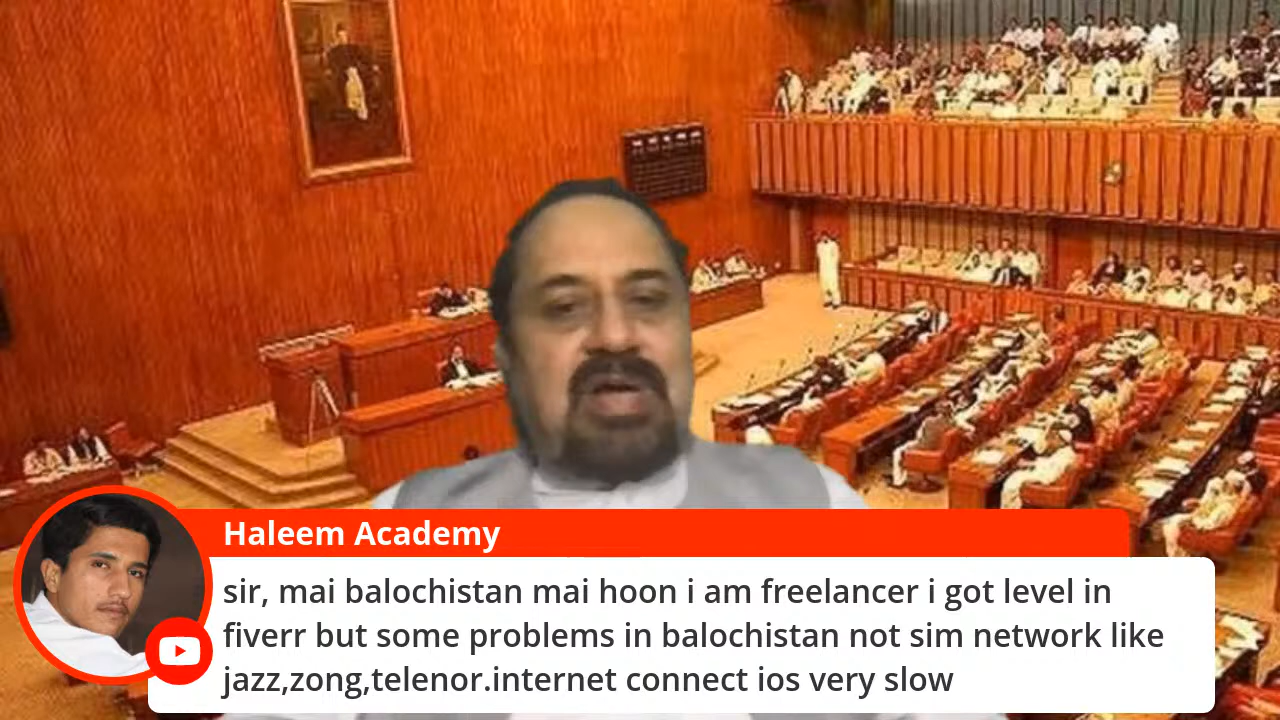 Haleem Academy
sir, mai balochistan mai hoon i am freelancer i got level in
fiverr but some problems in balochistan not sim network like
jazz,zong,telenor.internet connect ios very slow